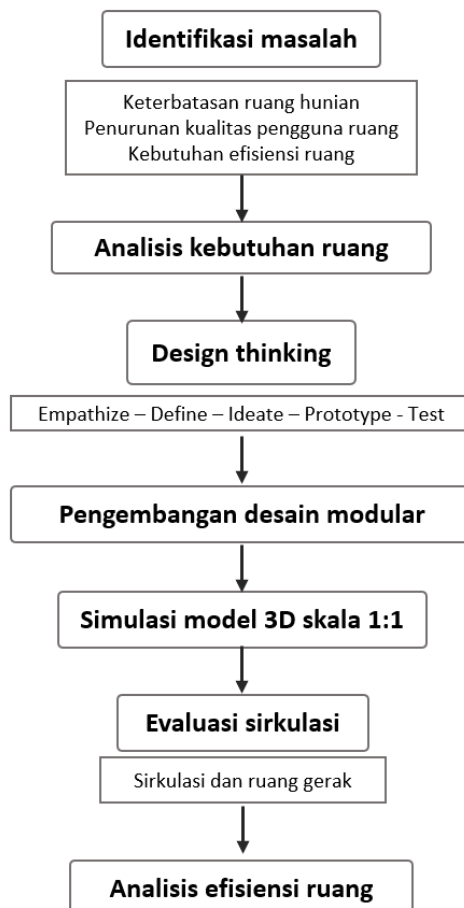 Identifikasi masalah
Keterbatasan ruang hunian
Penurunan kualitas pengguna ruang
Kebutuhan efisiensi ruang
Analisis kebutuhan ruang
Design thinking
Empathize – Define – Ideate – Prototype - Test
Pengembangan desain modular
Simulasi model 3D skala 1:1
Evaluasi sirkulasi
Sirkulasi dan ruang gerak
Analisis efisiensi ruang